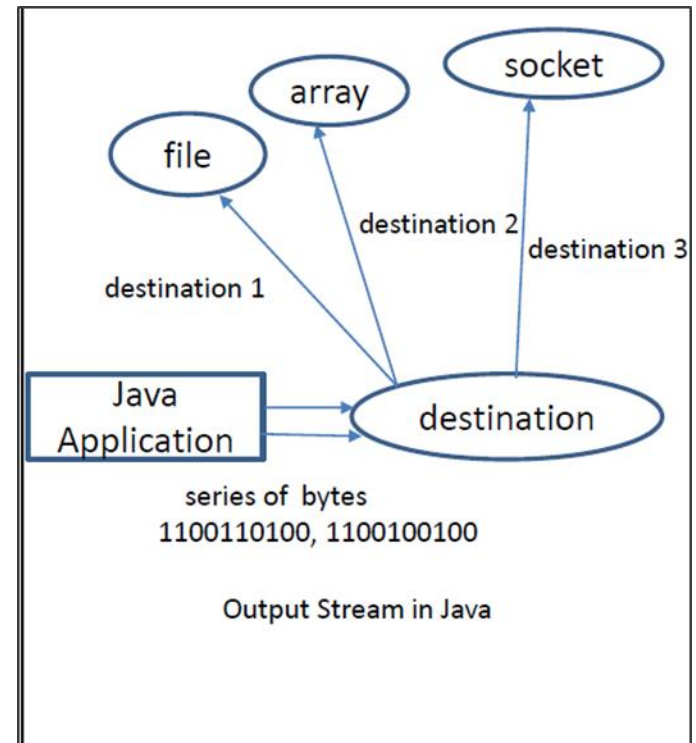 socket
array
file
destination 2
destination 3
destination 1
Java
Application
destination
series of bytes
1100110100, 1100100100
Output Stream in Java